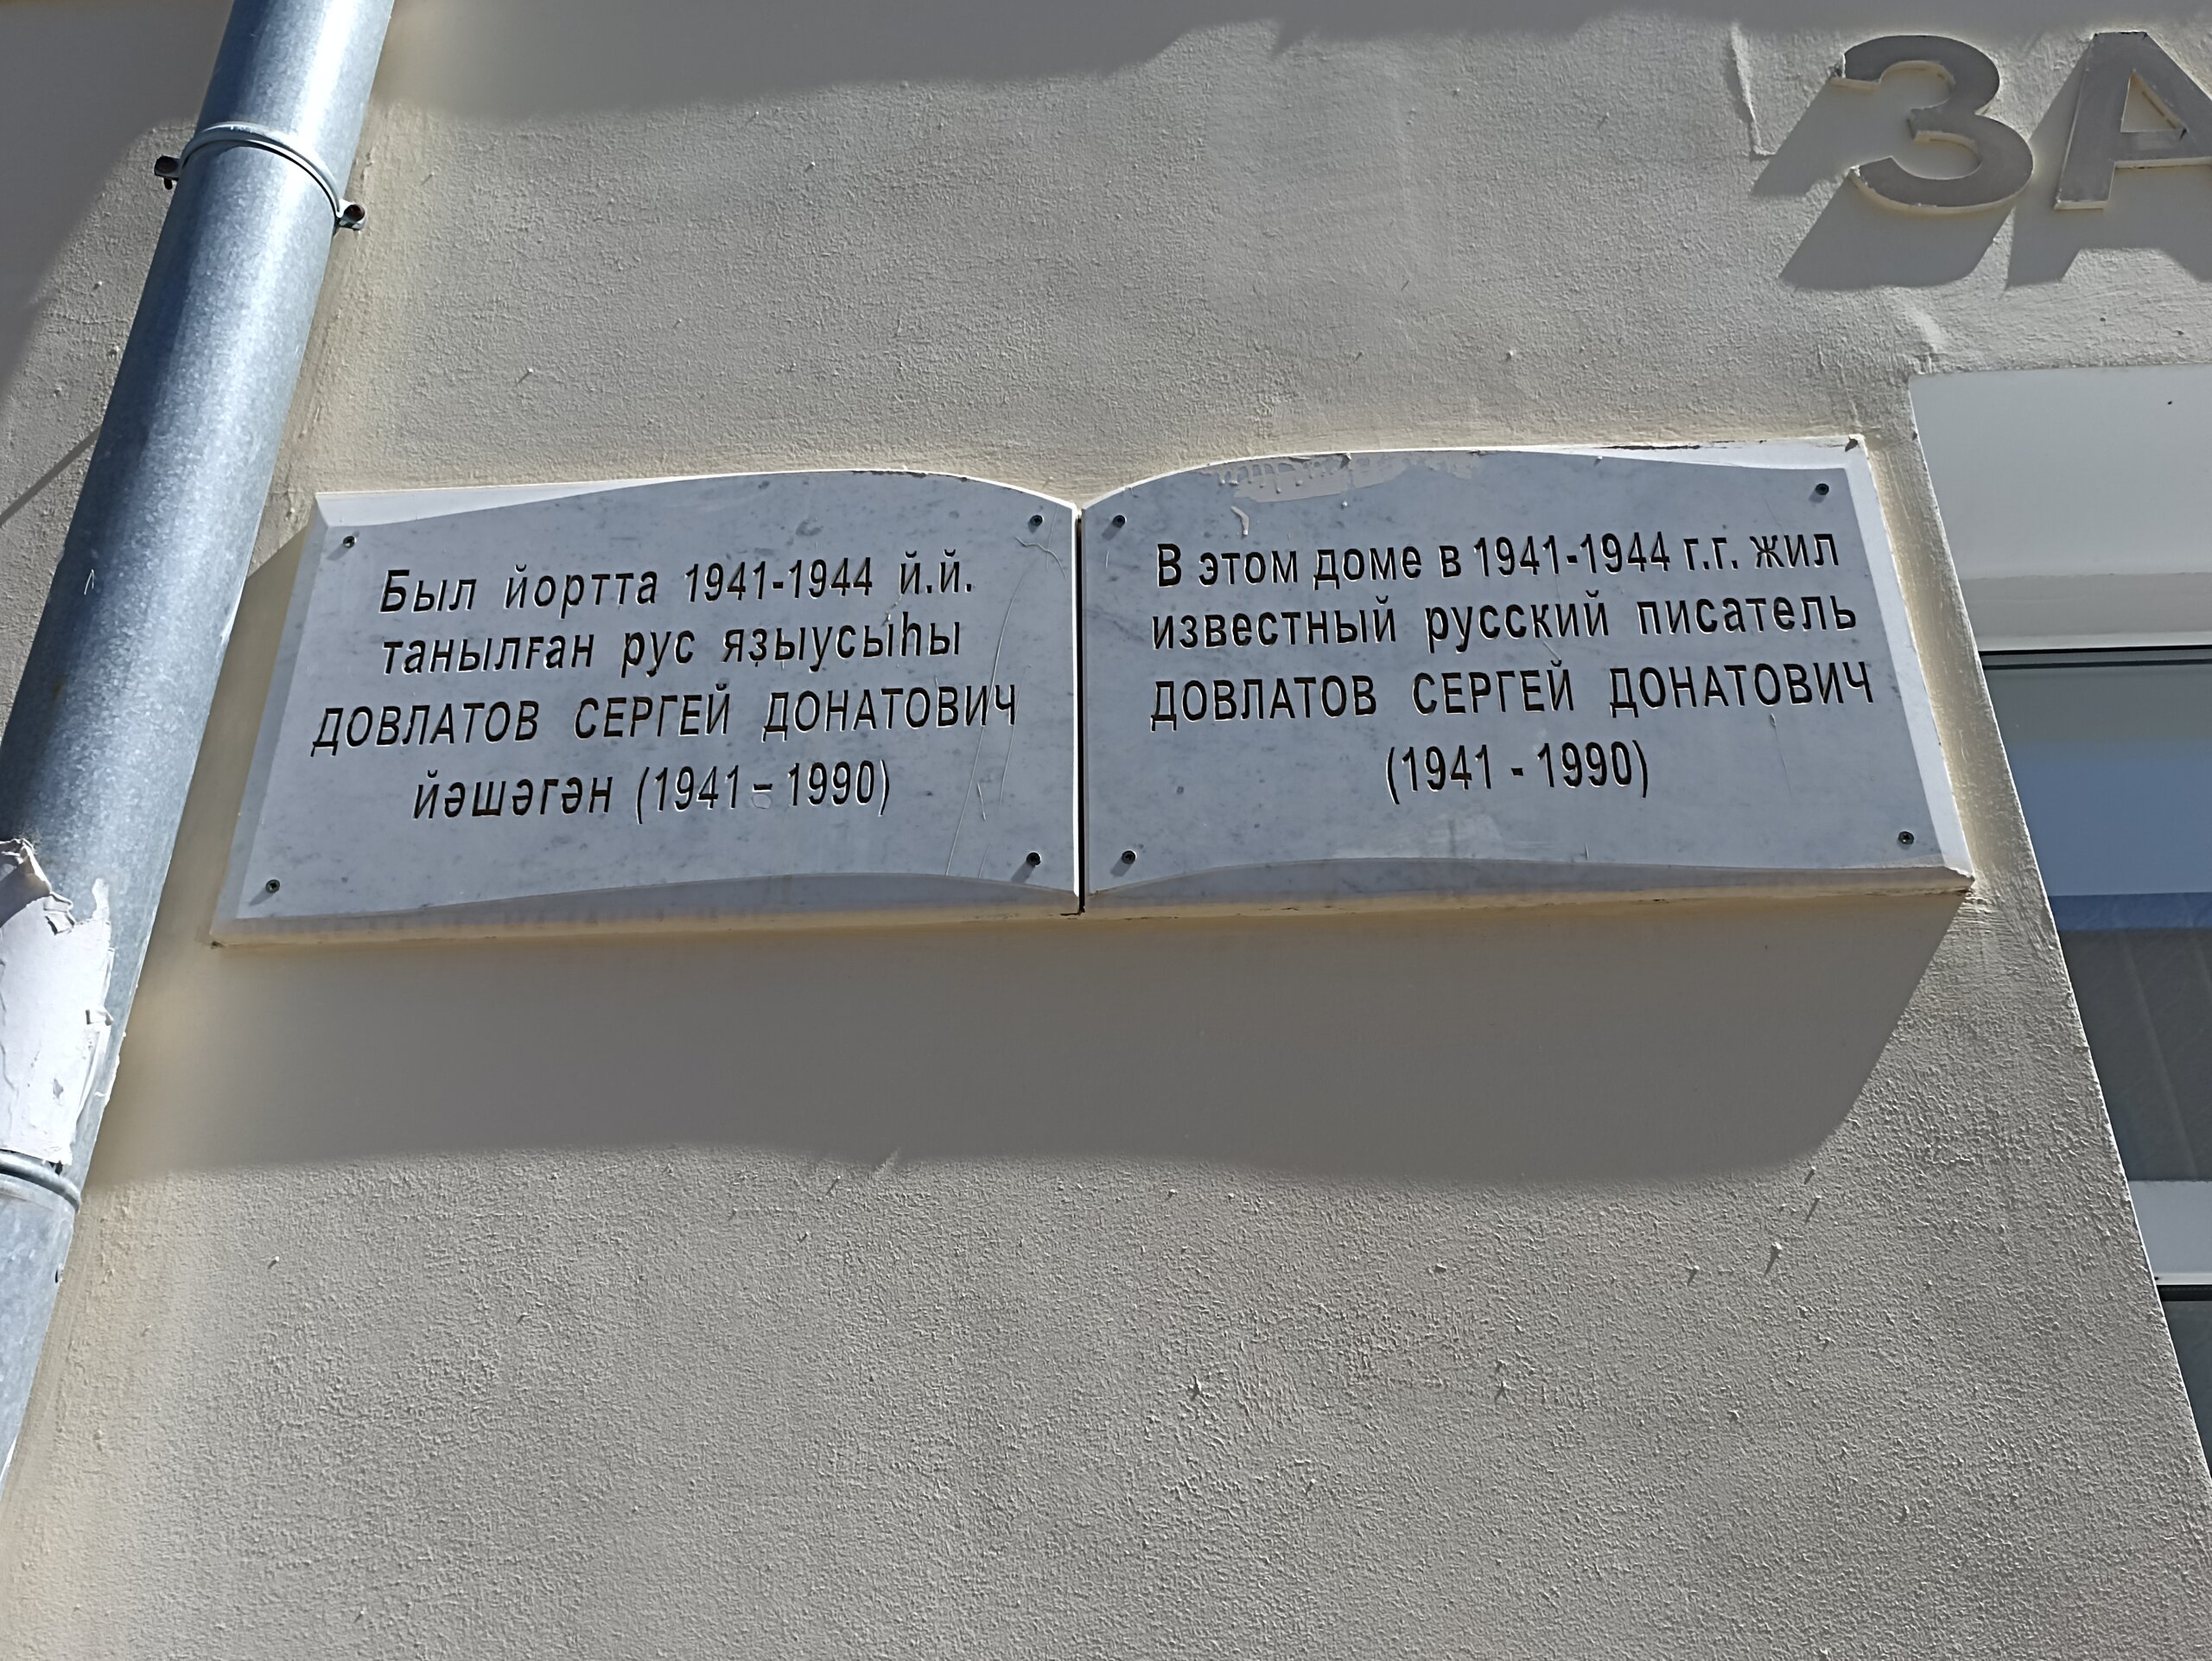 ЗА
Был йортта 1941-1944 й.й.
танылған рус яҙыусыһы
ДОВЛАТОВ СЕРГЕЙ ДОНАТОВИЧ
йәшәгән (1941 – 1990)
В этом доме в 1941-1944 г.г. жил
известный русский писатель
ДОВЛАТОВ СЕРГЕЙ ДОНАТОВИЧ
(1941 - 1990)